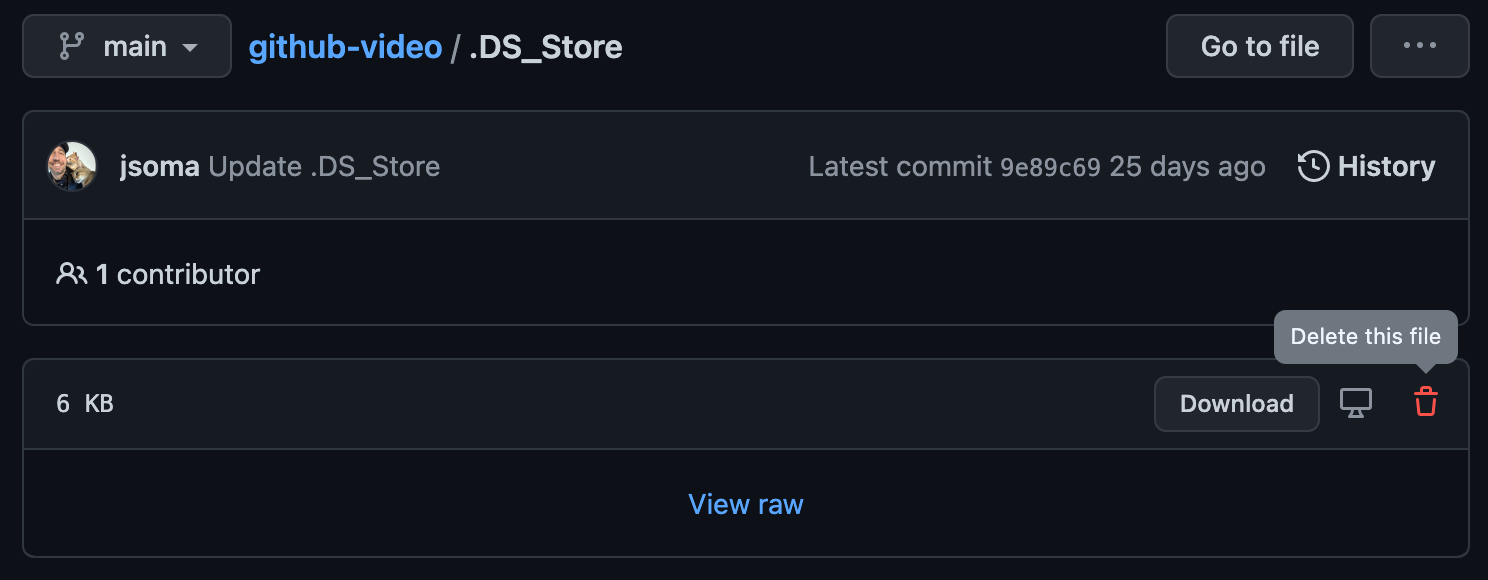 main github-video / .DS_Store Go to file ...
jsoma Update .DS_Store Latest commit 9e89c69 25 days ago History
1 contributor
Delete this file
6 KB Download
View raw